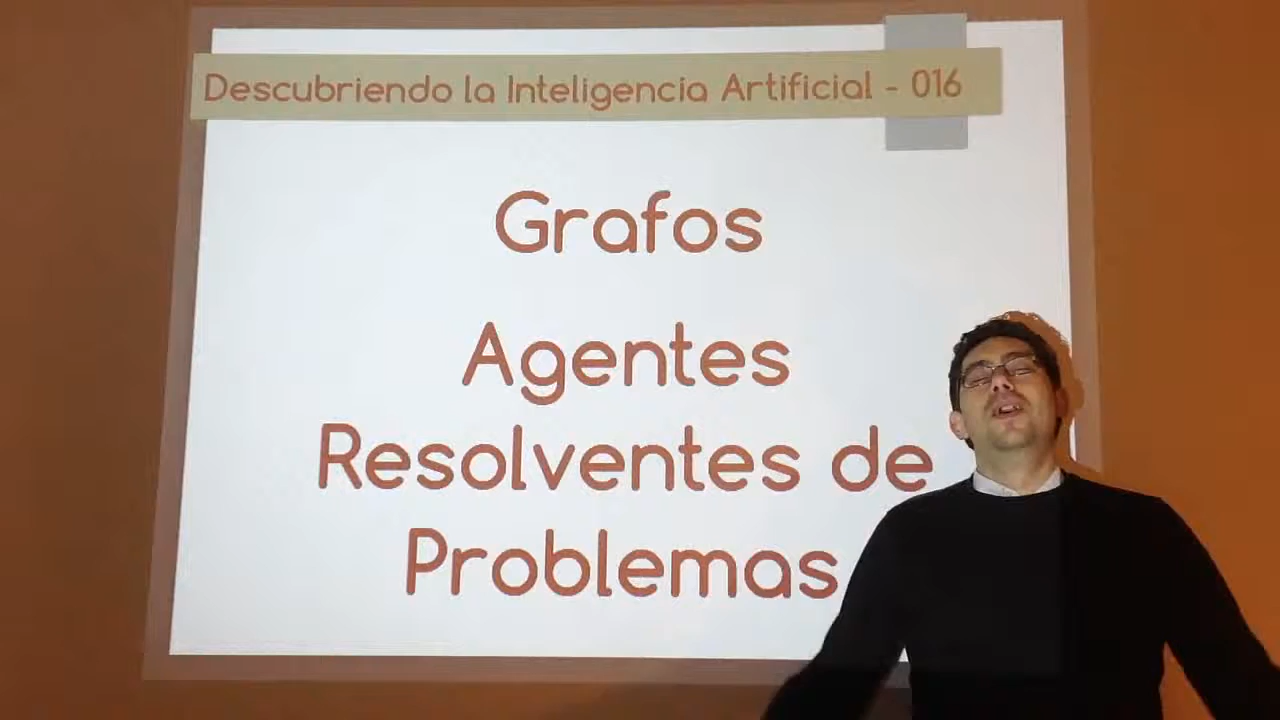 Descubriendo la Inteligencia Artificial - 016
Grafos
Agentes
Resolventes de
Problemas